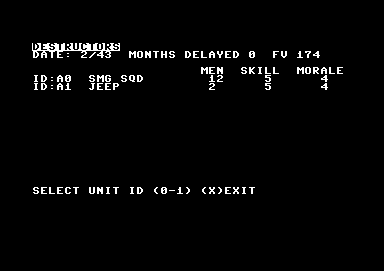 DESTRUCTORS
DATE: 2/43 MONTHS DELAYED 0 FV 174
MEN SKILL MORALE
ID:A0 SMG SQD 12 5 4
ID:A1 JEEP 2 5 4
SELECT UNIT ID (0-1) (X)EXIT